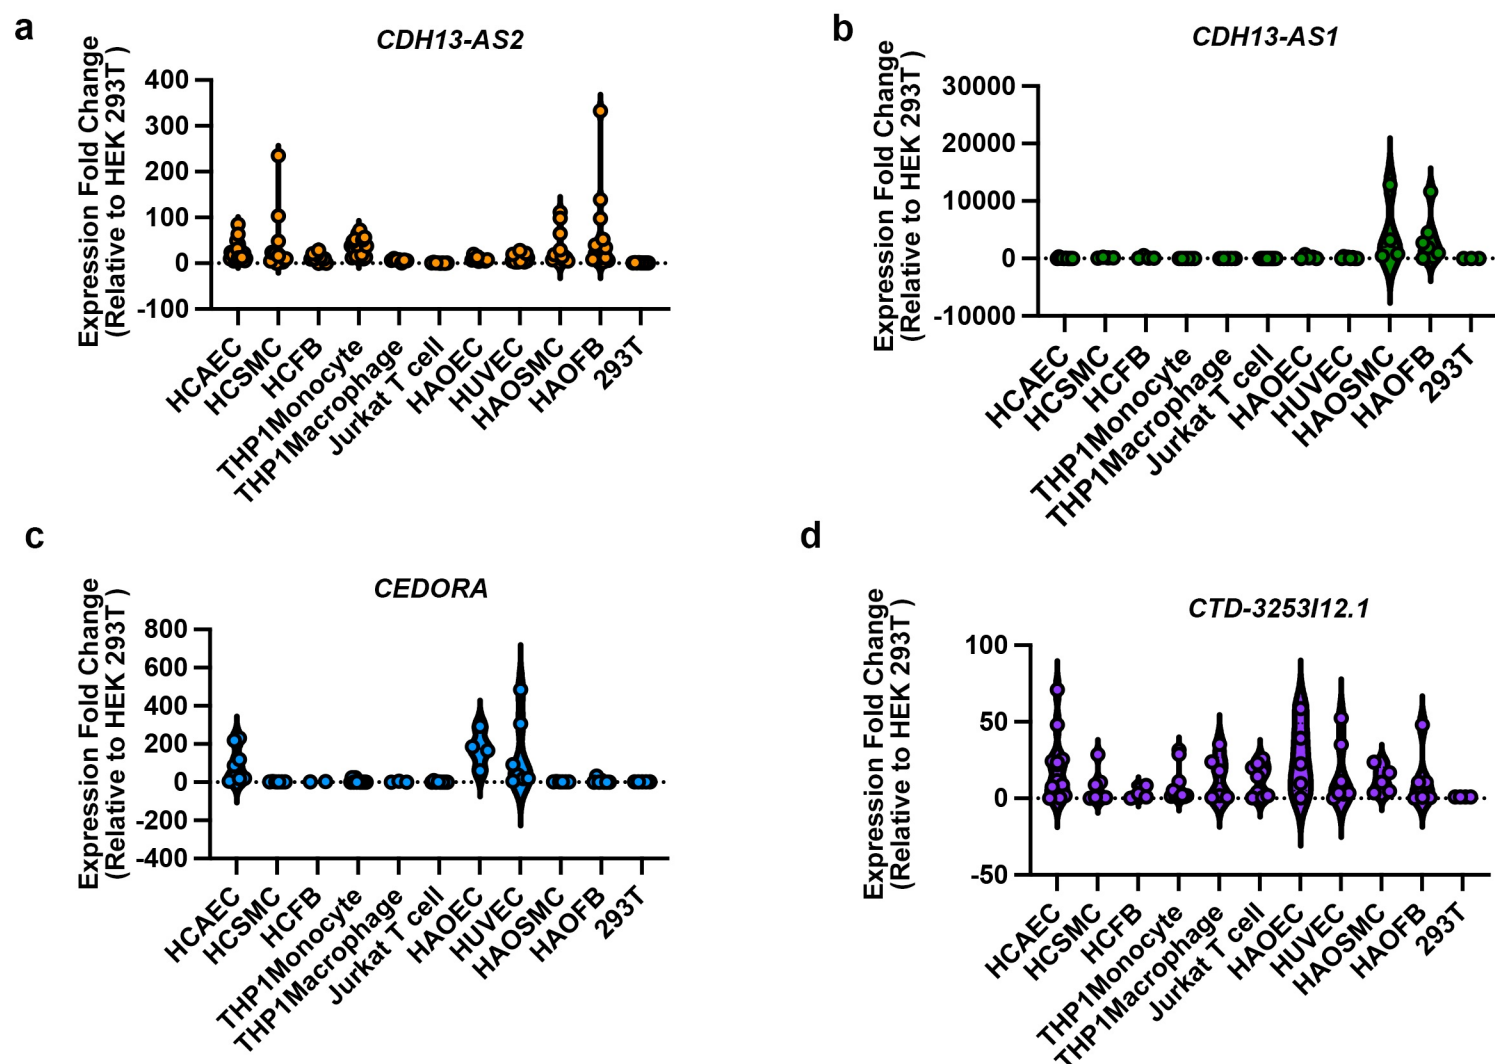 a
CDH13-AS2
Expression Fold Change
(Relative to HEK 293T )
400
300
200
100
0
-100
HCAEC
HCSMC
HCFB
THP1Monocyte
THP1Macrophage
Jurkat T cell
HAOEC
HUVEC
HAOSMC
HAOFB
293T
b
CDH13-AS1
Expression Fold Change
(Relative to HEK 293T )
30000
20000
10000
0
-10000
HCAEC
HCSMC
HCFB
THP1Monocyte
THP1Macrophage
Jurkat T cell
HAOEC
HUVEC
HAOSMC
HAOFB
293T
c
CEDORA
Expression Fold Change
(Relative to HEK 293T )
800
600
400
200
0
-200
-400
HCAEC
HCSMC
HCFB
THP1Monocyte
THP1Macrophage
Jurkat T cell
HAOEC
HUVEC
HAOSMC
HAOFB
293T
d
CTD-3253I12.1
Expression Fold Change
(Relative to HEK 293T )
100
50
0
-50
HCAEC
HCSMC
HCFB
THP1Monocyte
THP1Macrophage
Jurkat T cell
HAOEC
HUVEC
HAOSMC
HAOFB
293T